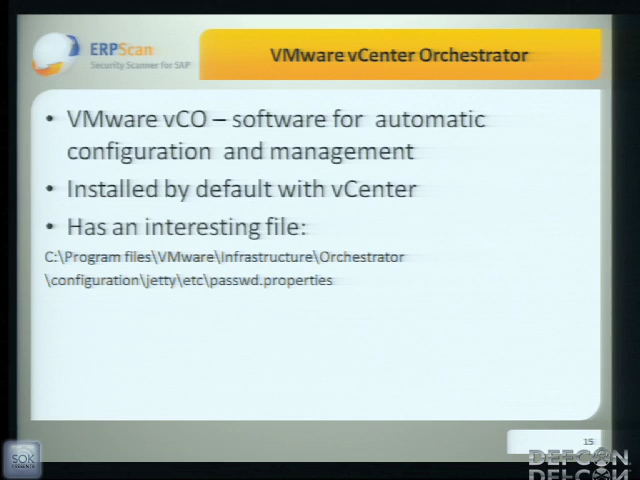 ERPScan
Security Scanner for SAP
VMware vCenter Orchestrator
• VMware vCO – software for automatic
configuration and management
• Installed by default with vCenter
• Has an interesting file:
C:\Program files\VMware\Infrastructure\Orchestrator
\configuration\jetty\etc\passwd.properties
15
SOK
DEFCON